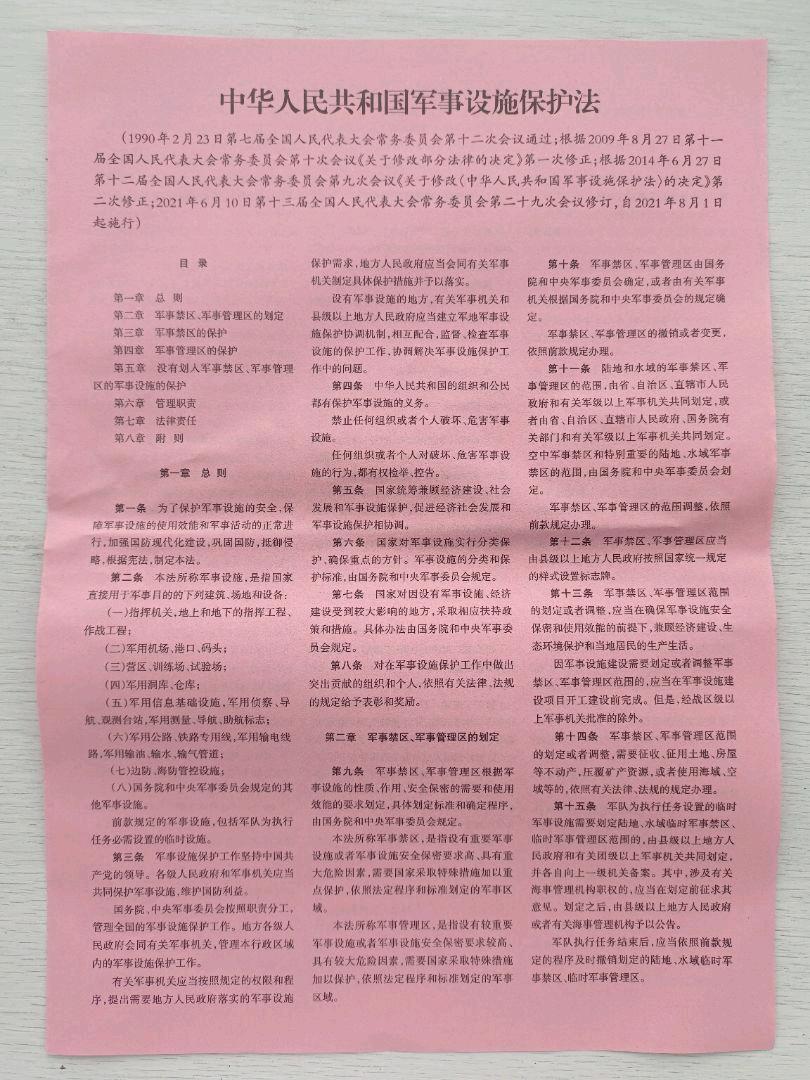 中华人民共和国军事设施保护法
(1990年2月23日第七届全国人民代表大会常务委员会第十二次会议通过;根据2009年8月27日第十一
届全国人民代表大会常务委员会第十次会议《关于修改部分法律的决定》第一次修正;根据2014年6月27日
第十二届全国人民代表大会常务委员会第九次会议《关于修改〈中华人民共和国军事设施保护法〉的决定》第
二次修正;2021年6月10日第十三届全国人民代表大会常务委员会第二十九次会议修订,自2021年8月1日
起施行)
目 录
第一章 总 则
第二章 军事禁区、军事管理区的划定
第三章 军事禁区的保护
第四章 军事管理区的保护
第五章 没有划入军事禁区、军事管理
区的军事设施的保护
第六章 管理职责
第七章 法律责任
第八章 附 则
第一章 总 则
第一条 为了保护军事设施的安全,保
障军事设施的使用效能和军事活动的正常进
行,加强国防现代化建设,巩固国防,抵御侵
略,根据宪法,制定本法。
第二条 本法所称军事设施,是指国家
直接用于军事目的的下列建筑、场地和设备:
(一)指挥机关,地上和地下的指挥工程、
作战工程;
(二)军用机场、港口、码头;
(三)营区、训练场、试验场;
(四)军用洞库、仓库;
(五)军用信息基础设施,军用侦察、导
航、观测台站,军用测量、导航、助航标志;
(六)军用公路、铁路专用线,军用输电线
路,军用输油、输水、输气管道;
(七)边防、海防管控设施;
(八)国务院和中央军事委员会规定的其
他军事设施。
前款规定的军事设施,包括军队为执行
任务必需设置的临时设施。
第三条 军事设施保护工作坚持中国共
产党的领导。各级人民政府和军事机关应当
共同保护军事设施,维护国防利益。
国务院、中央军事委员会按照职责分工,
管理全国的军事设施保护工作。地方各级人
民政府会同有关军事机关,管理本行政区域
内的军事设施保护工作。
有关军事机关应当按照规定的权限和程
序,提出需要地方人民政府落实的军事设施
保护需求,地方人民政府应当会同有关军事
机关制定具体保护措施并予以落实。
设有军事设施的地方,有关军事机关和
县级以上地方人民政府应当建立军地军事设
施保护协调机制,相互配合,监督、检查军事
设施的保护工作,协调解决军事设施保护工
作中的问题。
第四条 中华人民共和国的组织和公民
都有保护军事设施的义务。
禁止任何组织或者个人破坏、危害军事
设施。
任何组织或者个人对破坏、危害军事设
施的行为,都有权检举、控告。
第五条 国家统筹兼顾经济建设、社会
发展和军事设施保护,促进经济社会发展和
军事设施保护相协调。
第六条 国家对军事设施实行分类保
护、确保重点的方针。军事设施的分类和保
护标准,由国务院和中央军事委员会规定。
第七条 国家对因设有军事设施、经济
建设受到较大影响的地方,采取相应扶持政
策和措施。具体办法由国务院和中央军事委
员会规定。
第八条 对在军事设施保护工作中做出
突出贡献的组织和个人,依照有关法律、法规
的规定给予表彰和奖励。
第二章 军事禁区、军事管理区的划定
第九条 军事禁区、军事管理区根据军
事设施的性质、作用、安全保密的需要和使用
效能的要求划定,具体划定标准和确定程序,
由国务院和中央军事委员会规定。
本法所称军事禁区,是指设有重要军事
设施或者军事设施安全保密要求高、具有重
大危险因素,需要国家采取特殊措施加以重
点保护,依照法定程序和标准划定的军事区
域。
本法所称军事管理区,是指设有较重要
军事设施或者军事设施安全保密要求较高、
具有较大危险因素,需要国家采取特殊措施
加以保护,依照法定程序和标准划定的军事
区域。
第十条 军事禁区、军事管理区由国务
院和中央军事委员会确定,或者由有关军事
机关根据国务院和中央军事委员会的规定确
定。
军事禁区、军事管理区的撤销或者变更,
依照前款规定办理。
第十一条 陆地和水域的军事禁区、军
事管理区的范围,由省、自治区、直辖市人民
政府和有关军级以上军事机关共同划定,或
者由省、自治区、直辖市人民政府、国务院有
关部门和有关军级以上军事机关共同划定。
空中军事禁区和特别重要的陆地、水域军事
禁区的范围,由国务院和中央军事委员会划
定。
军事禁区、军事管理区的范围调整,依照
前款规定办理。
第十二条 军事禁区、军事管理区应当
由县级以上地方人民政府按照国家统一规定
的样式设置标志牌。
第十三条 军事禁区、军事管理区范围
的划定或者调整,应当在确保军事设施安全
保密和使用效能的前提下,兼顾经济建设、生
态环境保护和当地居民的生产生活。
因军事设施建设需要划定或者调整军事
禁区、军事管理区范围的,应当在军事设施建
设项目开工建设前完成。但是,经战区级以
上军事机关批准的除外。
第十四条 军事禁区、军事管理区范围
的划定或者调整,需要征收、征用土地、房屋
等不动产,压覆矿产资源,或者使用海域、空
域等的,依照有关法律、法规的规定办理。
第十五条 军队为执行任务设置的临时
军事设施需要划定陆地、水域临时军事禁区、
临时军事管理区范围的,由县级以上地方人
民政府和有关团级以上军事机关共同划定,
并各自向上一级机关备案。其中,涉及有关
海事管理机构职权的,应当在划定前征求其
意见。划定之后,由县级以上地方人民政府
或者有关海事管理机构予以公告。
军队执行任务结束后,应当依照前款规
定的程序及时撤销划定的陆地、水域临时军
事禁区、临时军事管理区。